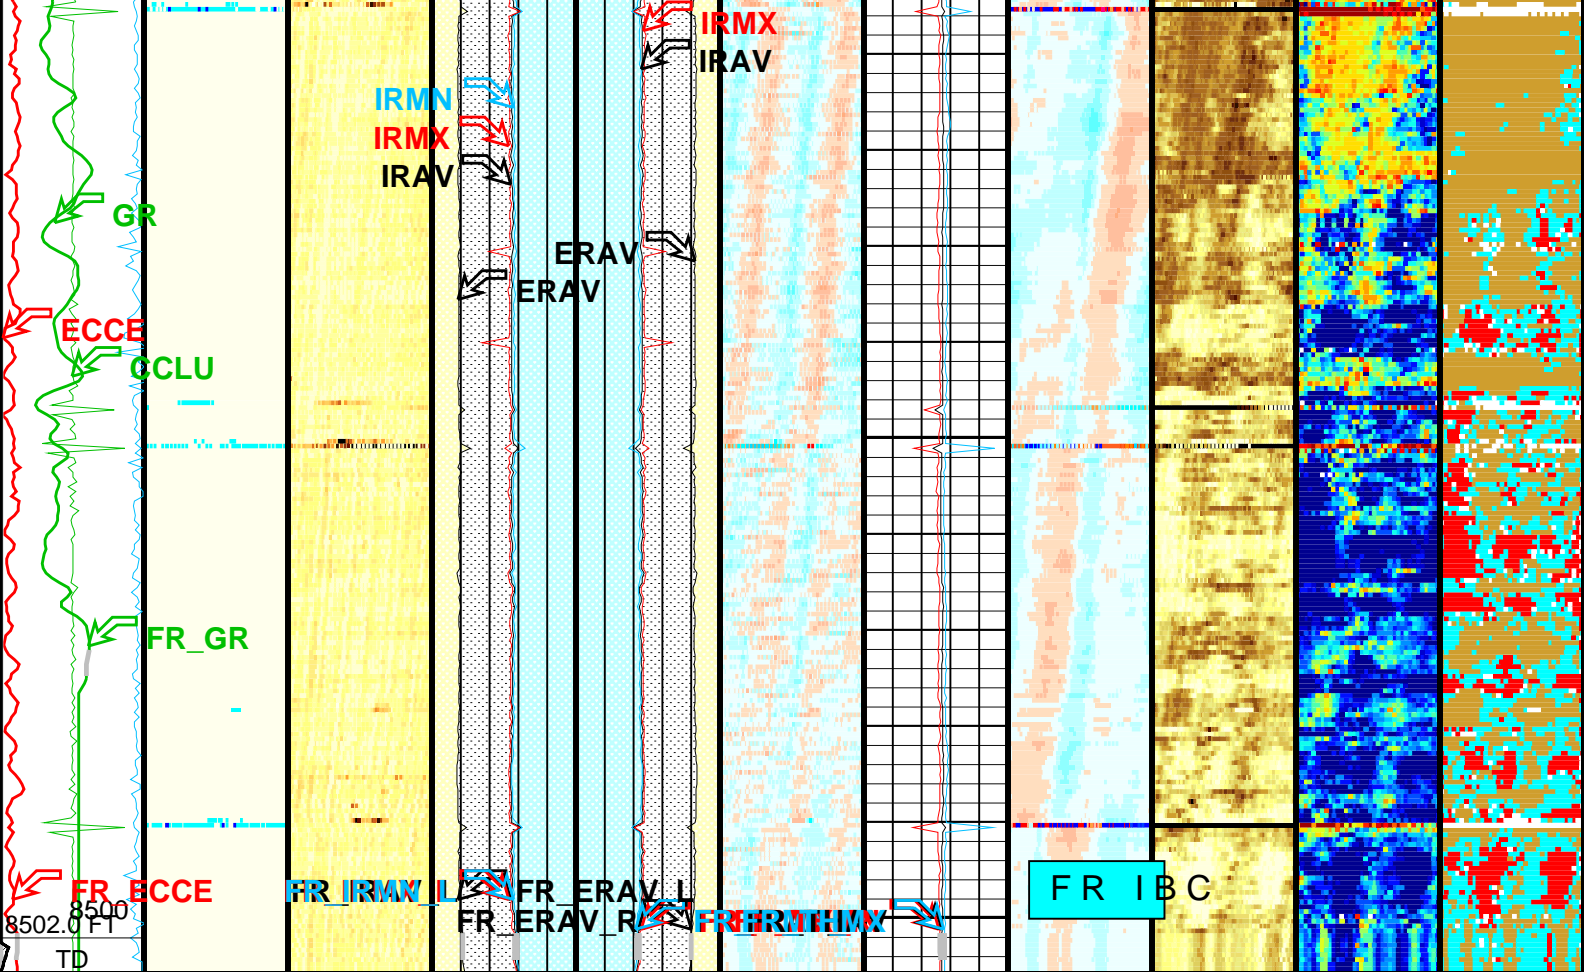 IRMX
IRAV
IRMN
IRMX
IRAV
GR
ERAV
ERAV
ECCE
CCLU
FR_GR
FR_ECCE
FR_ERAV_L
FR_ERAV_R
FR IBC
8500
8502.0 FT
TD